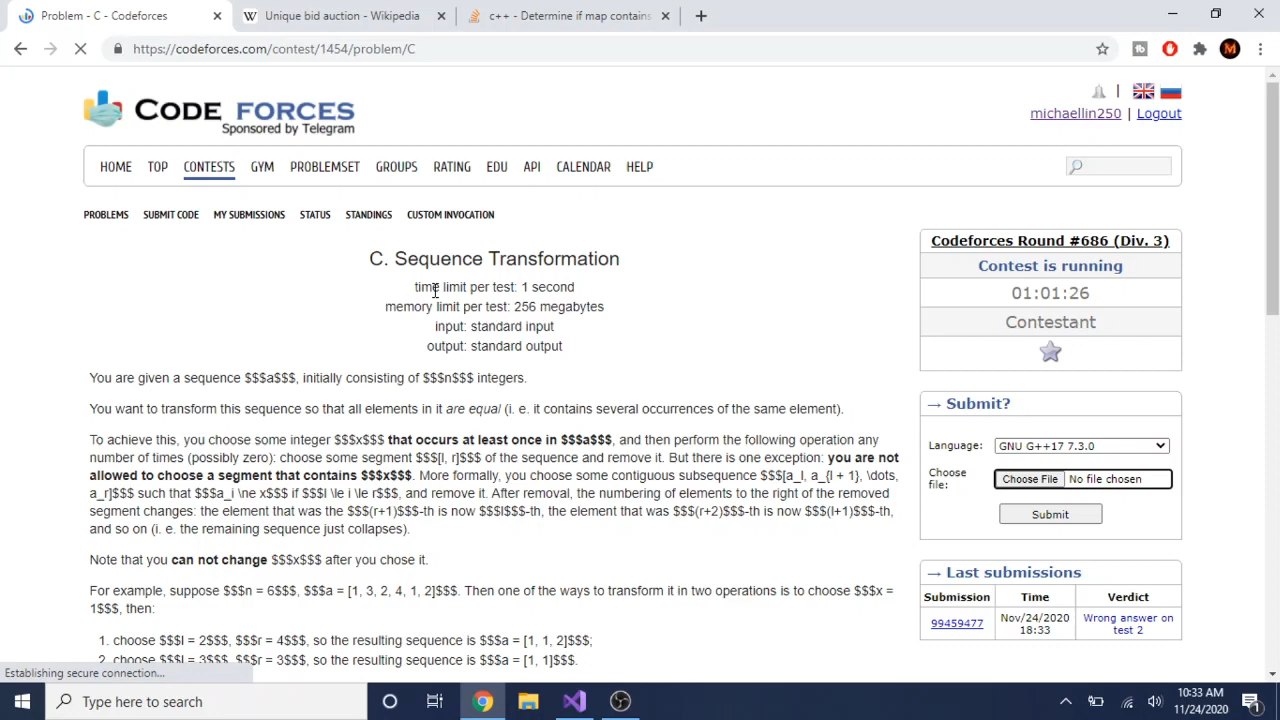 Problem - C - Codeforces
Unique bid auction - Wikipedia
c++ - Determine if map contains
https://codeforces.com/contest/1454/problem/C
M
CODE FORCES
Sponsored by Telegram
|
michaellin250 | Logout
HOME TOP CONTESTS GYM PROBLEMSET GROUPS RATING EDU API CALENDAR HELP
PROBLEMS SUBMIT CODE MY SUBMISSIONS STATUS STANDINGS CUSTOM INVOCATION
C. Sequence Transformation
time limit per test: 1 second
memory limit per test: 256 megabytes
input: standard input
output: standard output
You are given a sequence $$$a$$$, initially consisting of $$$n$$$ integers.
You want to transform this sequence so that all elements in it are equal (i. e. it contains several occurrences of the same element).
To achieve this, you choose some integer $$$x$$$ that occurs at least once in $$$a$$$, and then perform the following operation any
number of times (possibly zero): choose some segment $$$[l, r]$$$ of the sequence and remove it. But there is one exception: you are not
allowed to choose a segment that contains $$$x$$$. More formally, you choose some contiguous subsequence $$$[a_l, a_{l + 1}, \dots,
a_r]$$$ such that $$$a_i \ne x$$$ if $$$l \le i \le r$$$, and remove it. After removal, the numbering of elements to the right of the removed
segment changes: the element that was the $$$(r+1)$$$-th is now $$$l$$$-th, the element that was $$$(r+2)$$$-th is now $$$(l+1)$$$-th,
and so on (i. e. the remaining sequence just collapses).
Note that you can not change $$$x$$$ after you chose it.
For example, suppose $$$n = 6$$$, $$$a = [1, 3, 2, 4, 1, 2]$$$. Then one of the ways to transform it in two operations is to choose $$$x =
1$$$, then:
1. choose $$$l = 2$$$, $$$r = 4$$$, so the resulting sequence is $$$a = [1, 1, 2]$$$;
2. choose $$$l = 3$$$, $$$r = 3$$$, so the resulting sequence is $$$a = [1, 1]$$$.
Codeforces Round #686 (Div. 3)
Contest is running
01:01:26
Contestant
→ Submit?
Language: GNU G++17 7.3.0
Choose
file: Choose File No file chosen
Submit
→ Last submissions
Submission Time Verdict
99459477 Nov/24/2020 18:33 Wrong answer on test 2
Establishing secure connection...
Type here to search
10:33 AM
11/24/2020
1